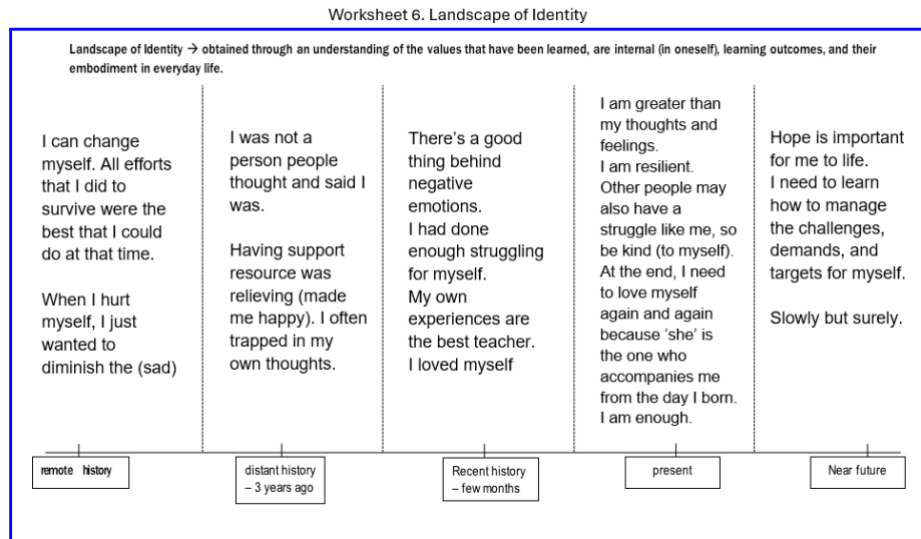 Worksheet 6. Landscape of Identity
Landscape of Identity → obtained through an understanding of the values that have been learned, are internal (in oneself), learning outcomes, and their
embodiment in everyday life.
I can change
myself. All efforts
that I did to
survive were the
best that I could
do at that time.
When I hurt
myself, I just
wanted to
diminish the (sad)
I was not a
person people
thought and said I
was.
Having support
resource was
relieving (made
me happy). I often
trapped in my
own thoughts.
There's a good
thing behind
negative
emotions.
I had done
enough struggling
for myself.
My own
experiences are
the best teacher.
I loved myself
I am greater than
my thoughts and
feelings.
I am resilient.
Other people may
also have a
struggle like me, so
be kind (to myself).
At the end, I need
to love myself
again and again
because 'she' is
the one who
accompanies me
from the day I born.
I am enough.
Hope is important
for me to life.
I need to learn
how to manage
the challenges,
demands, and
targets for myself.
Slowly but surely.
remote history
distant history
– 3 years ago
Recent history
– few months
present
Near future